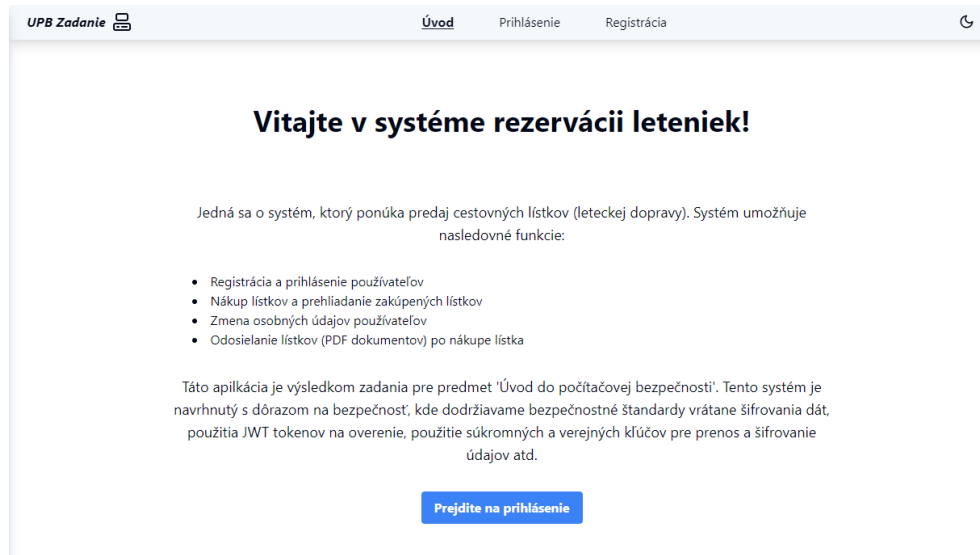 UPB Zadanie
Úvod Prihlásenie Registrácia
Vitajte v systéme rezervácii leteniek!
Jedná sa o systém, ktorý ponúka predaj cestovných lístkov (leteckej dopravy). Systém umožňuje
nasledovné funkcie:
Registrácia a prihlásenie používateľov
Nákup lístkov a prehliadanie zakúpených lístkov
Zmena osobných údajov používateľov
Odosielanie lístkov (PDF dokumentov) po nákupe lístka
Táto apilkácia je výsledkom zadania pre predmet 'Úvod do počítačovej bezpečnosti'. Tento systém je
navrhnutý s dôrazom na bezpečnosť, kde dodržiavame bezpečnostné štandardy vrátane šifrovania dát,
použitia JWT tokenov na overenie, použitie súkromných a verejných kľúčov pre prenos a šifrovanie
údajov atd.
Prejdite na prihlásenie